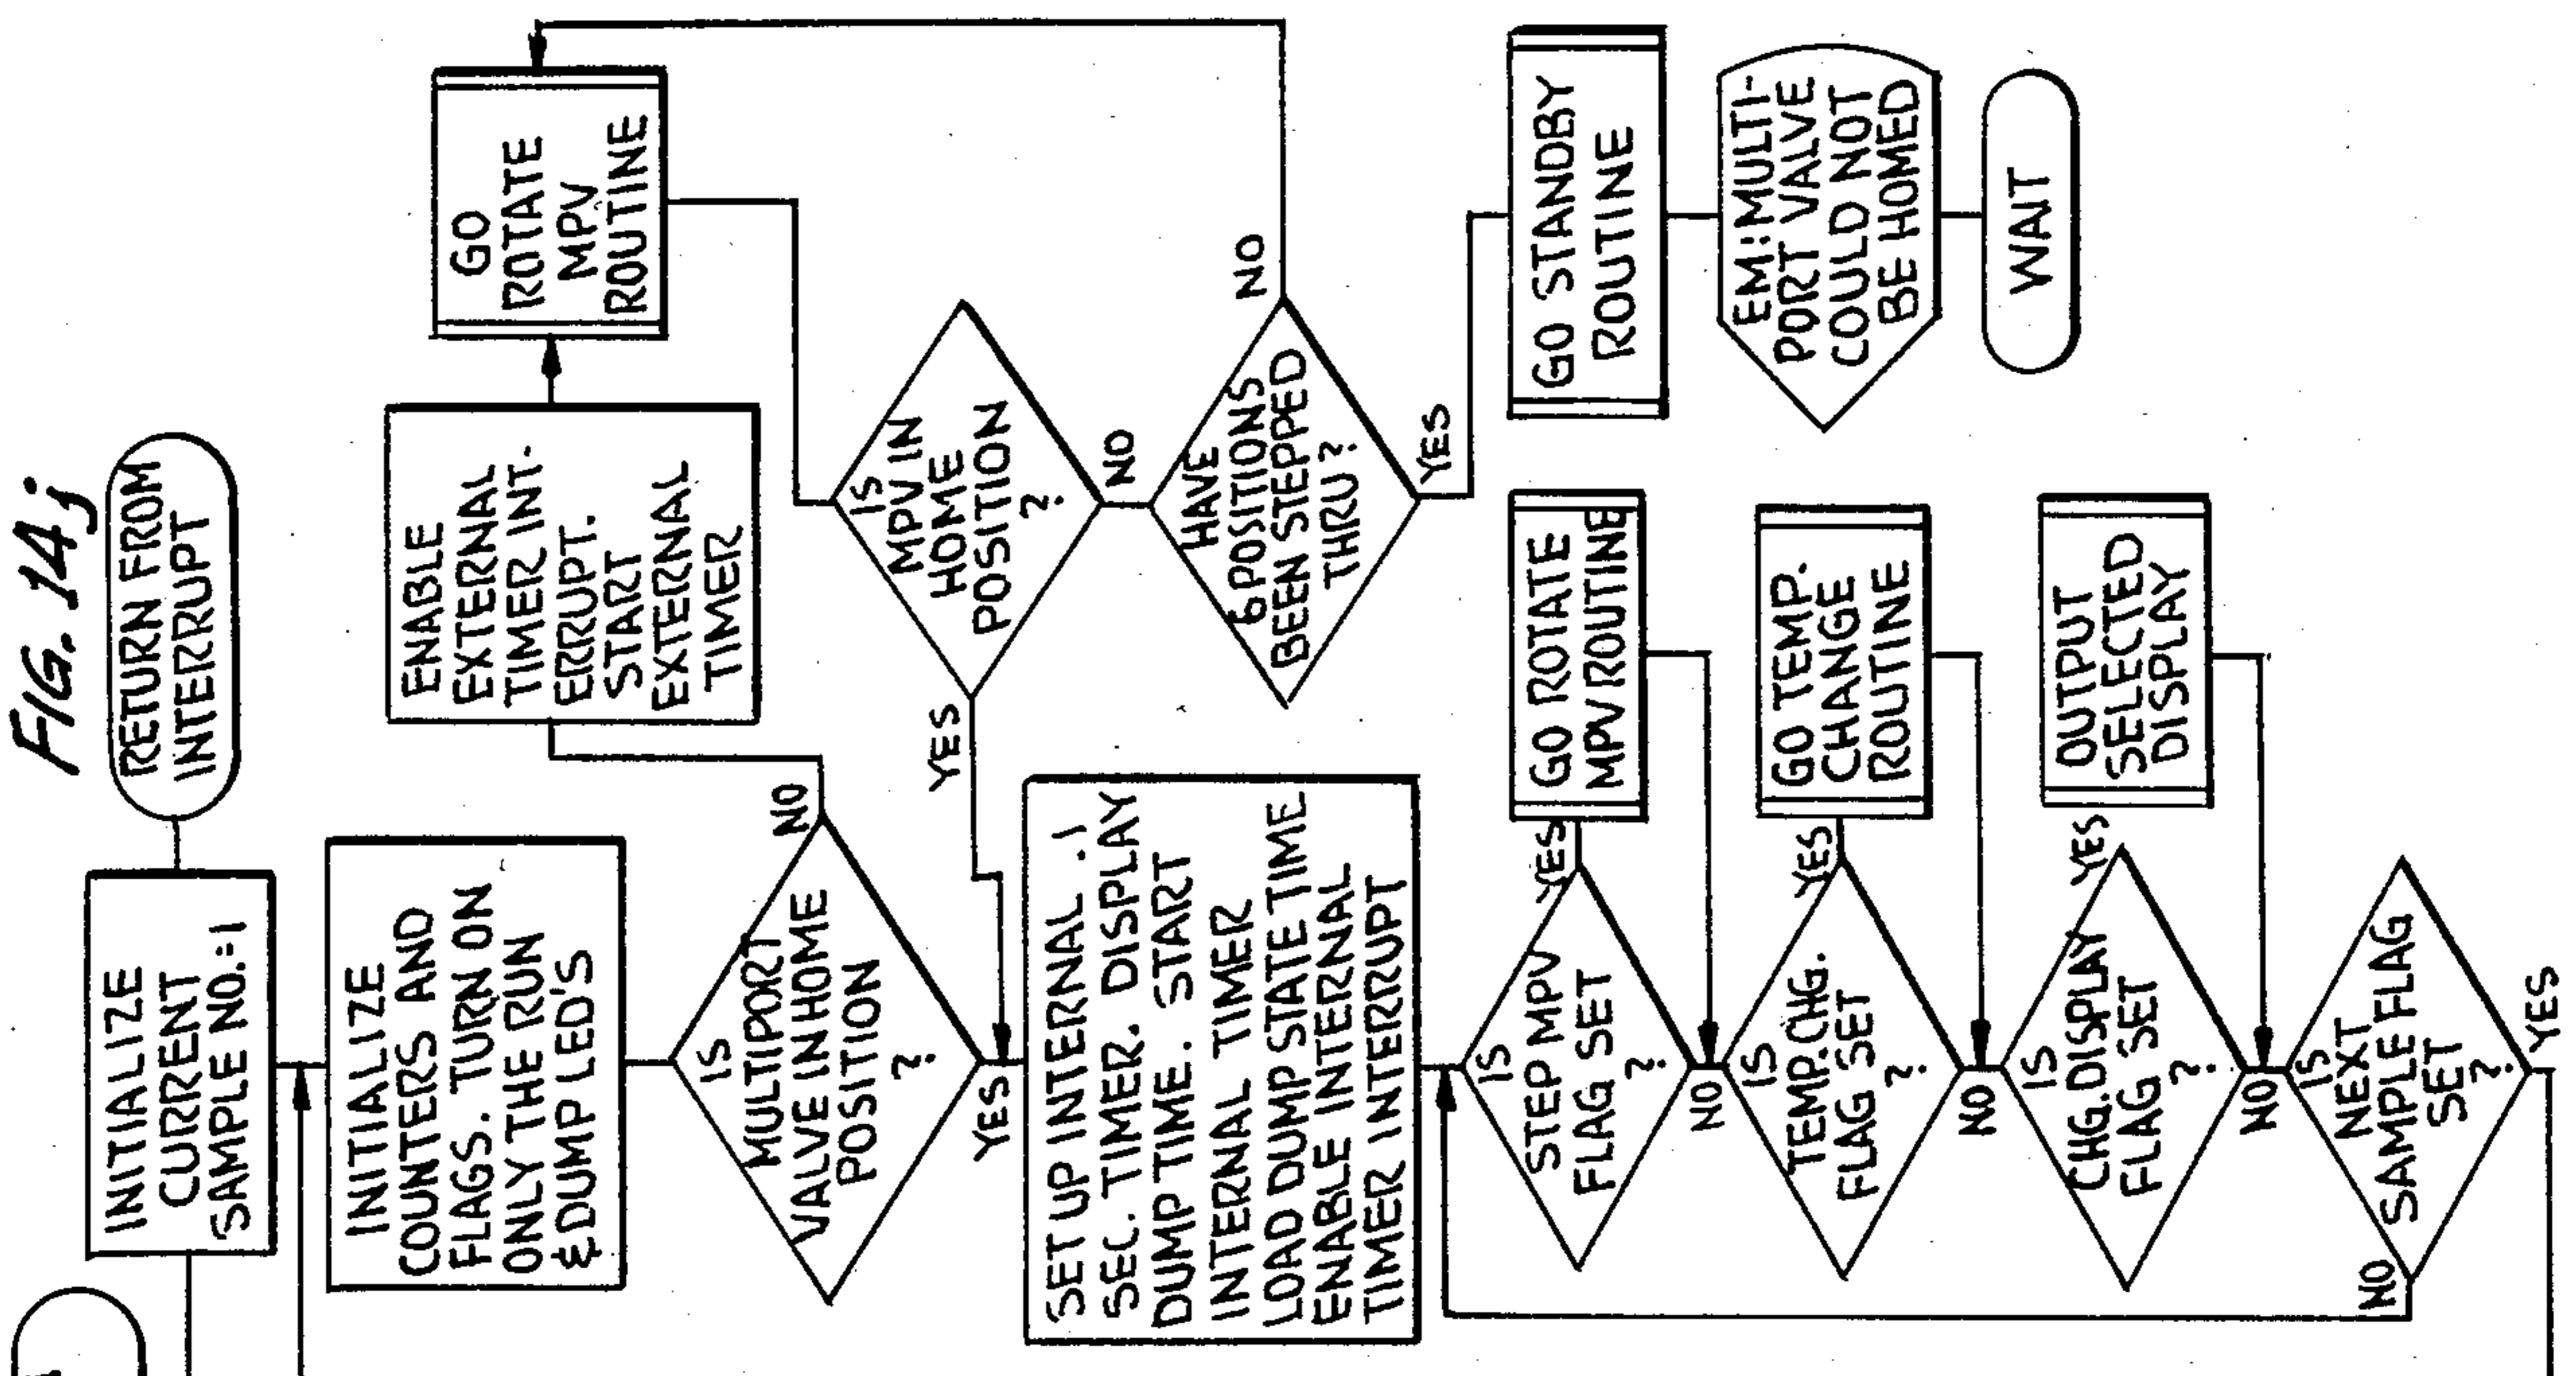 FIG. 14j
RETURN FROM
INTERRUPT
INITIALIZE
CURRENT
SAMPLE NO.=1
INITIALIZE
COUNTERS AND
FLAGS. TURN ON
ONLY THE RUN
& DUMP LED'S
IS
MULTIPORT
VALVE IN HOME
POSITION
?
NO
YES
ENABLE
EXTERNAL
TIMER INT-
ERRUPT.
START
EXTERNAL
TIMER
GO
ROTATE
MPV
ROUTINE
IS
MPV IN
HOME
POSITION
?
YES
NO
HAVE
6 POSITIONS
BEEN STEPPED
THRU?
NO
YES
GO STANDBY
ROUTINE
EM:MULTI-
PORT VALVE
COULD NOT
BE HOMED
WAIT
SET UP INTERNAL .1
SEC. TIMER. DISPLAY
DUMP TIME. START
INTERNAL TIMER
LOAD DUMP STATE TIME
ENABLE INTERNAL
TIMER INTERRUPT
IS
STEP MPV
FLAG SET
?
YES
GO ROTATE
MPV ROUTINE
NO
IS
TEMP.CHG.
FLAG SET
?
YES
GO TEMP.
CHANGE
ROUTINE
NO
IS
CHG.DISPLAY
FLAG SET
?
YES
OUTPUT
SELECTED
DISPLAY
NO
IS
NEXT
SAMPLE FLAG
SET
?
NO
YES